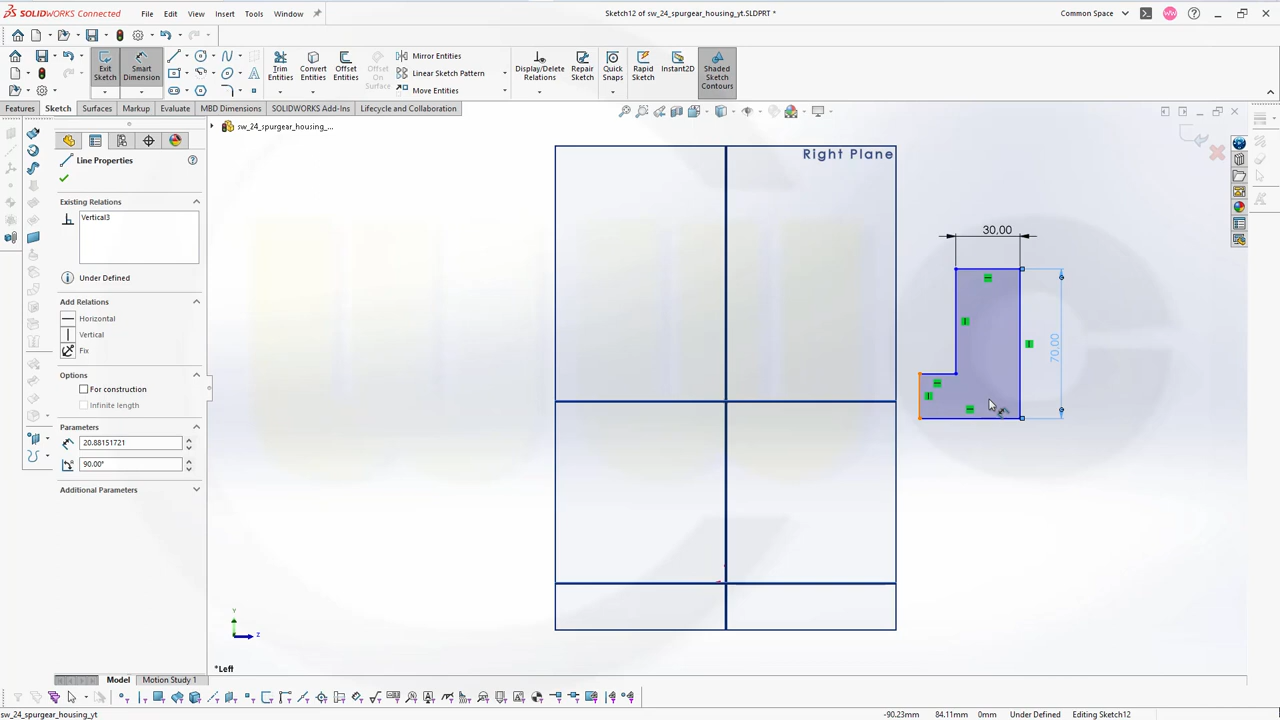 SOLIDWORKS Connected
File Edit View Insert Tools Window
Sketch12 of sw_24_spurgear_housing_yt.SLDPRT *
Common Space
Exit Sketch
Smart Dimension
Trim Entities
Convert Entities
Offset Entities
Offset On Surface
Mirror Entities
Linear Sketch Pattern
Move Entities
Display/Delete Relations
Repair Sketch
Quick Snaps
Rapid Sketch
Instant2D
Shaded Sketch Contours
Features Sketch Surfaces Markup Evaluate MBD Dimensions SOLIDWORKS Add-Ins Lifecycle and Collaboration
sw_24_spurgear_housing_...
Right Plane
Line Properties
Existing Relations
Vertical3
Under Defined
Add Relations
Horizontal
Vertical
Fix
Options
For construction
Infinite length
Parameters
20.88151721
90.00°
Additional Parameters
30,00
70,00
Y
Z
*Left
Model Motion Study 1
sw_24_spurgear_housing_yt
-90.23mm 84.11mm 0mm Under Defined Editing Sketch12